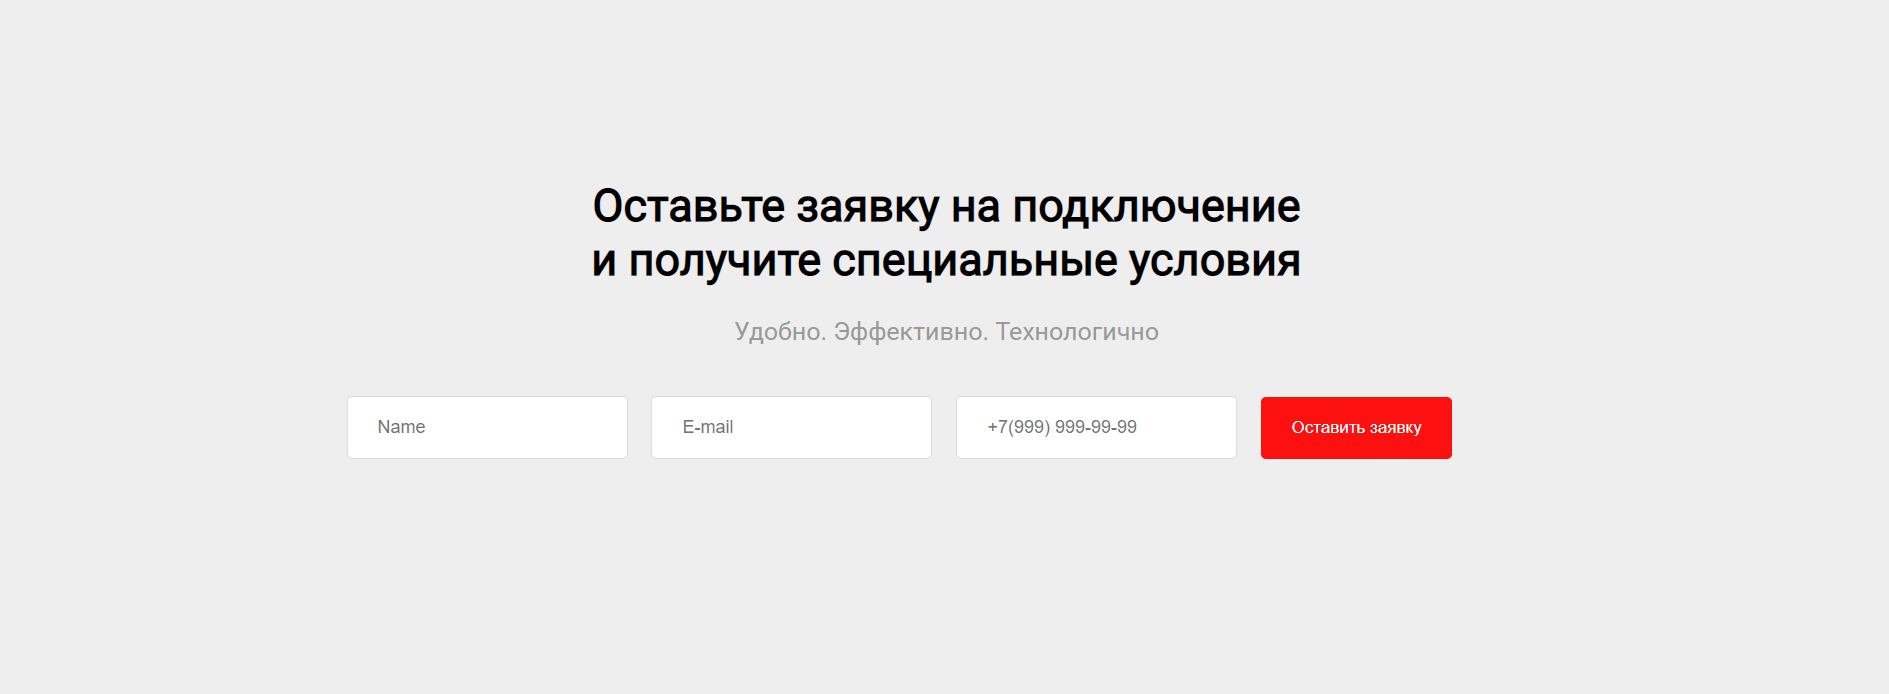 Оставьте заявку на подключение
и получите специальные условия
Удобно. Эффективно. Технологично
Name
E-mail
+7(999) 999-99-99
Оставить заявку